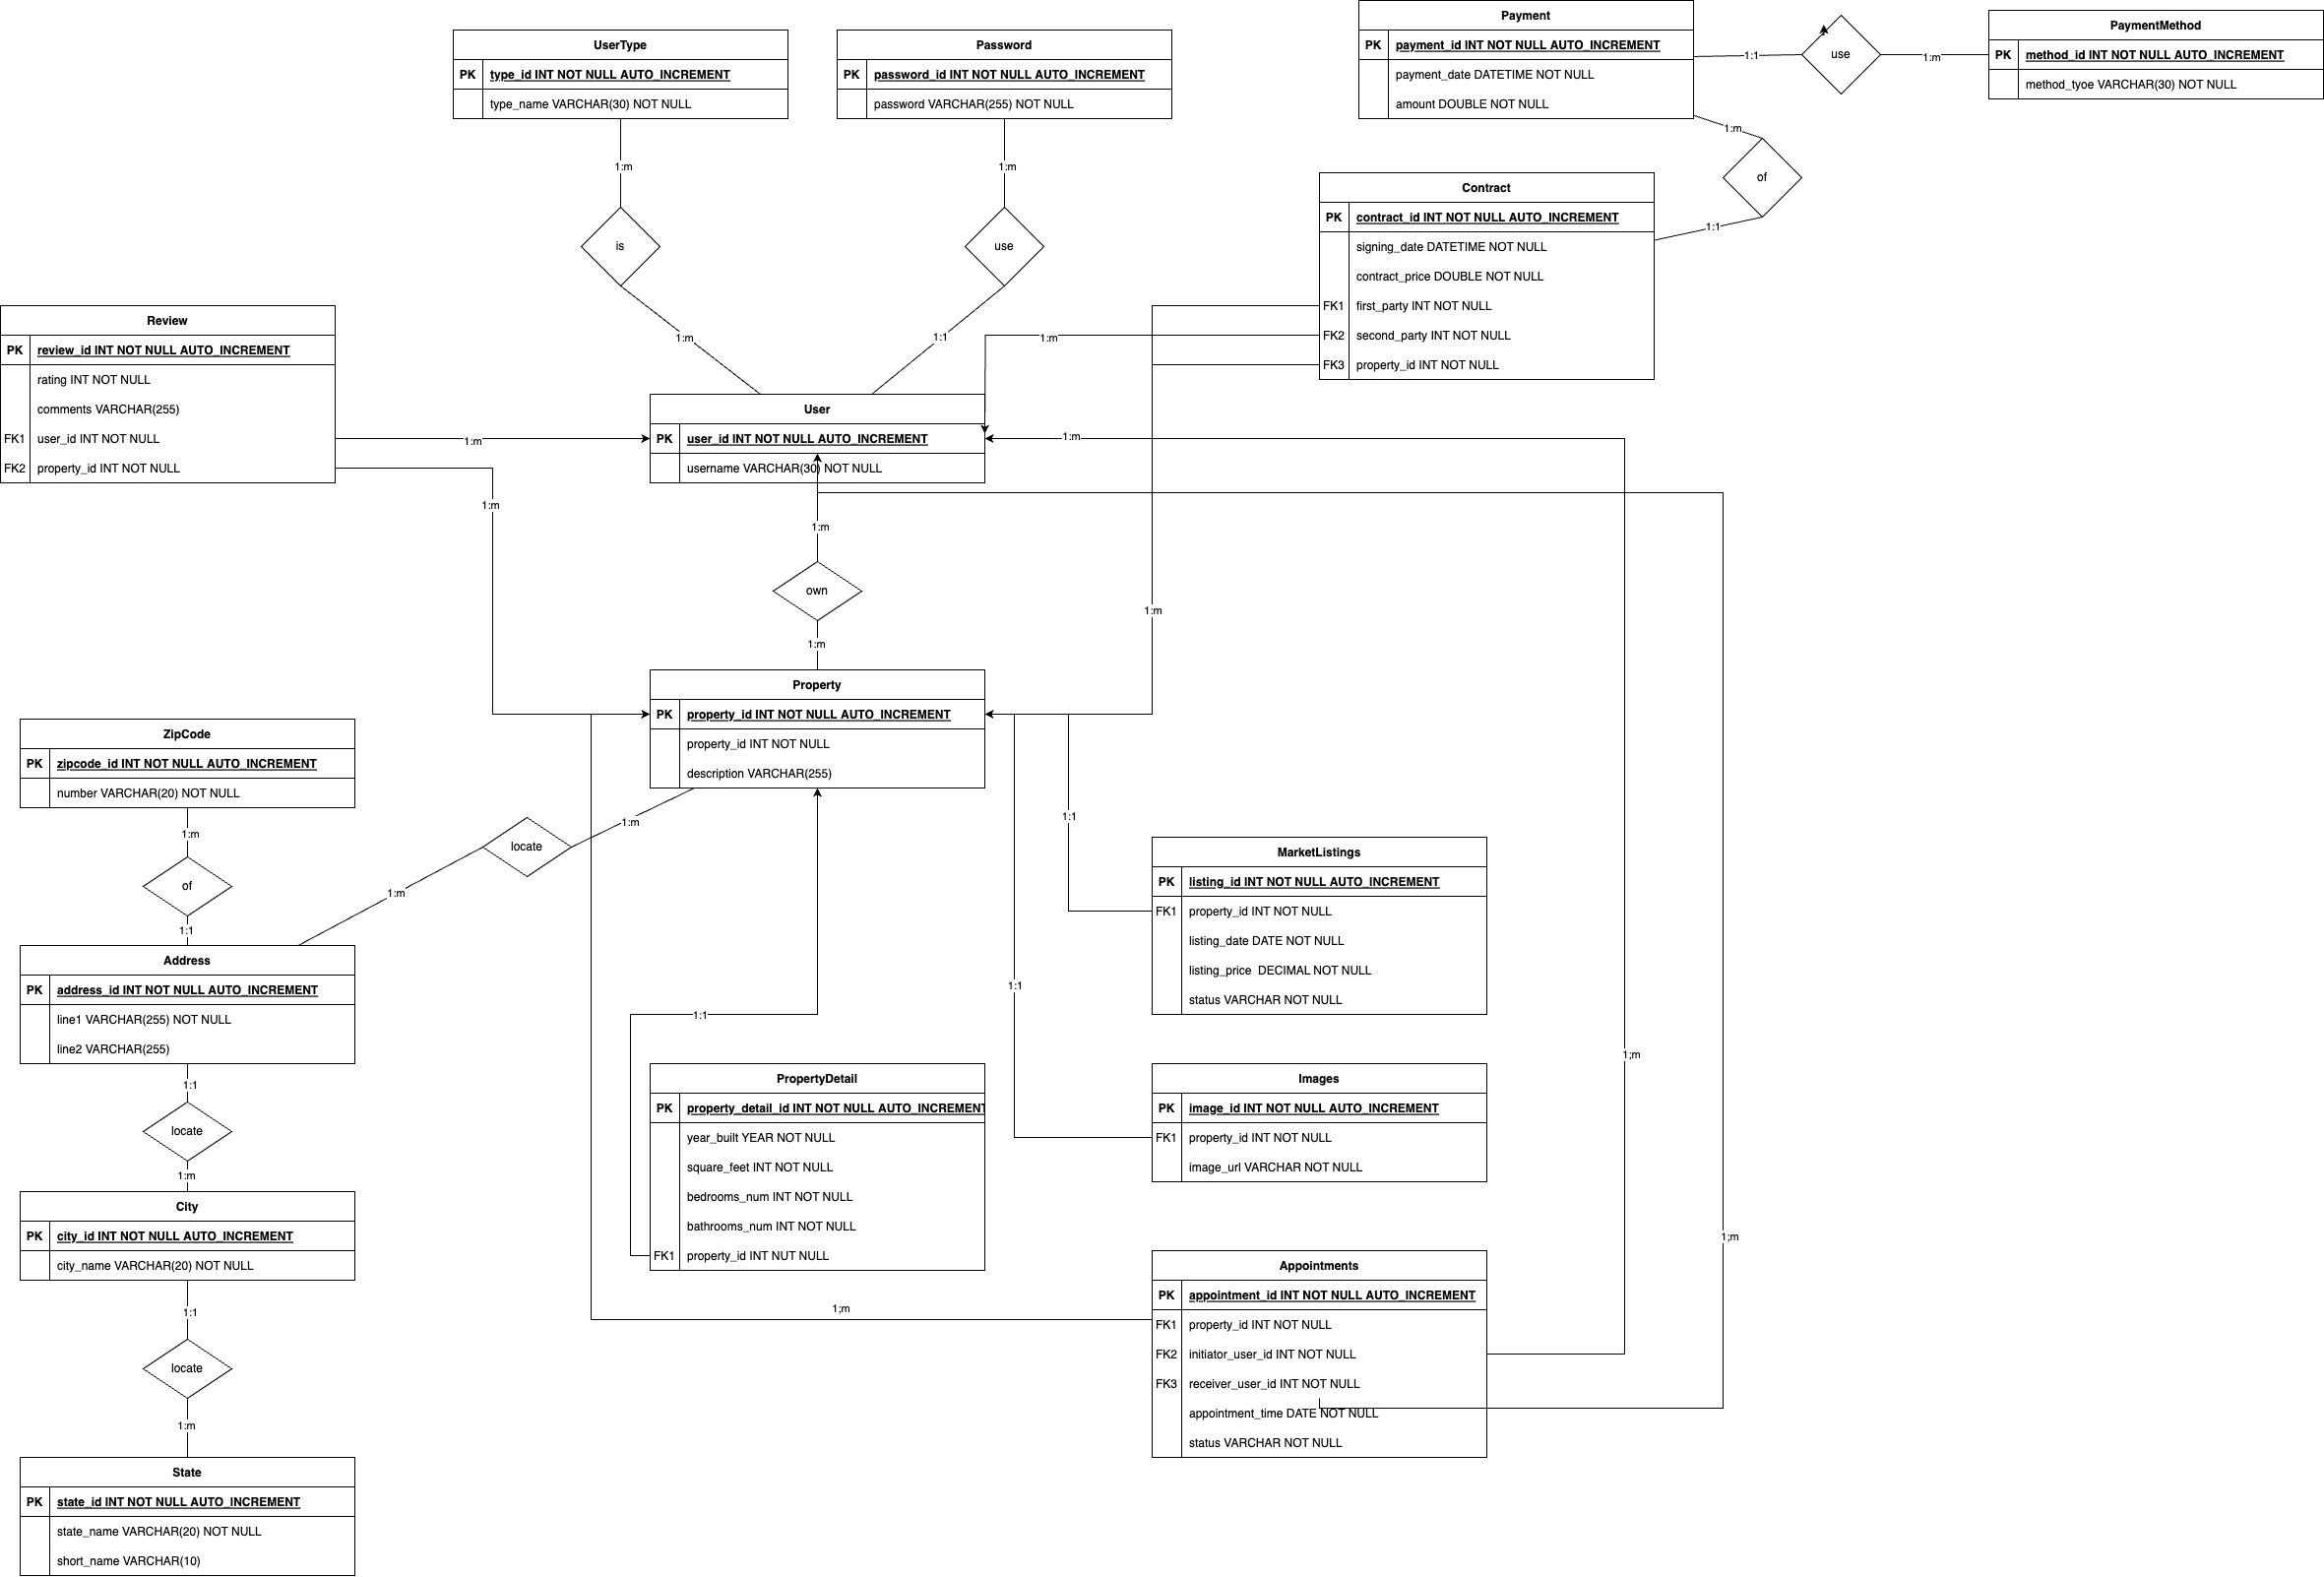 UserType
PK type_id INT NOT NULL AUTO_INCREMENT
type_name VARCHAR(30) NOT NULL
1:m
is
1:m
Password
PK password_id INT NOT NULL AUTO_INCREMENT
password VARCHAR(255) NOT NULL
1:m
use
1:1
Payment
PK payment_id INT NOT NULL AUTO_INCREMENT
payment_date DATETIME NOT NULL
amount DOUBLE NOT NULL
1:1
use
1:m
PaymentMethod
PK method_id INT NOT NULL AUTO_INCREMENT
method_tyoe VARCHAR(30) NOT NULL
1:m
of
1:1
Contract
PK contract_id INT NOT NULL AUTO_INCREMENT
signing_date DATETIME NOT NULL
contract_price DOUBLE NOT NULL
FK1 first_party INT NOT NULL
FK2 second_party INT NOT NULL
FK3 property_id INT NOT NULL
1:m
Review
PK review_id INT NOT NULL AUTO_INCREMENT
rating INT NOT NULL
comments VARCHAR(255)
FK1 user_id INT NOT NULL
FK2 property_id INT NOT NULL
1:m
1:m
User
PK user_id INT NOT NULL AUTO_INCREMENT
username VARCHAR(30) NOT NULL
1:m
1:m
own
1:m
1:m
Property
PK property_id INT NOT NULL AUTO_INCREMENT
property_id INT NOT NULL
description VARCHAR(255)
ZipCode
PK zipcode_id INT NOT NULL AUTO_INCREMENT
number VARCHAR(20) NOT NULL
1:m
of
1:1
1:m
locate
1:m
Address
PK address_id INT NOT NULL AUTO_INCREMENT
line1 VARCHAR(255) NOT NULL
line2 VARCHAR(255)
1:1
locate
1:m
City
PK city_id INT NOT NULL AUTO_INCREMENT
city_name VARCHAR(20) NOT NULL
1:1
locate
1:m
State
PK state_id INT NOT NULL AUTO_INCREMENT
state_name VARCHAR(20) NOT NULL
short_name VARCHAR(10)
1:1
PropertyDetail
PK property_detail_id INT NOT NULL AUTO_INCREMENT
year_built YEAR NOT NULL
square_feet INT NOT NULL
bedrooms_num INT NOT NULL
bathrooms_num INT NOT NULL
FK1 property_id INT NUT NULL
1:1
MarketListings
PK listing_id INT NOT NULL AUTO_INCREMENT
FK1 property_id INT NOT NULL
listing_date DATE NOT NULL
listing_price DECIMAL NOT NULL
status VARCHAR NOT NULL
1:1
Images
PK image_id INT NOT NULL AUTO_INCREMENT
FK1 property_id INT NOT NULL
image_url VARCHAR NOT NULL
1;m
1;m
1;m
Appointments
PK appointment_id INT NOT NULL AUTO_INCREMENT
FK1 property_id INT NOT NULL
FK2 initiator_user_id INT NOT NULL
FK3 receiver_user_id INT NOT NULL
appointment_time DATE NOT NULL
status VARCHAR NOT NULL